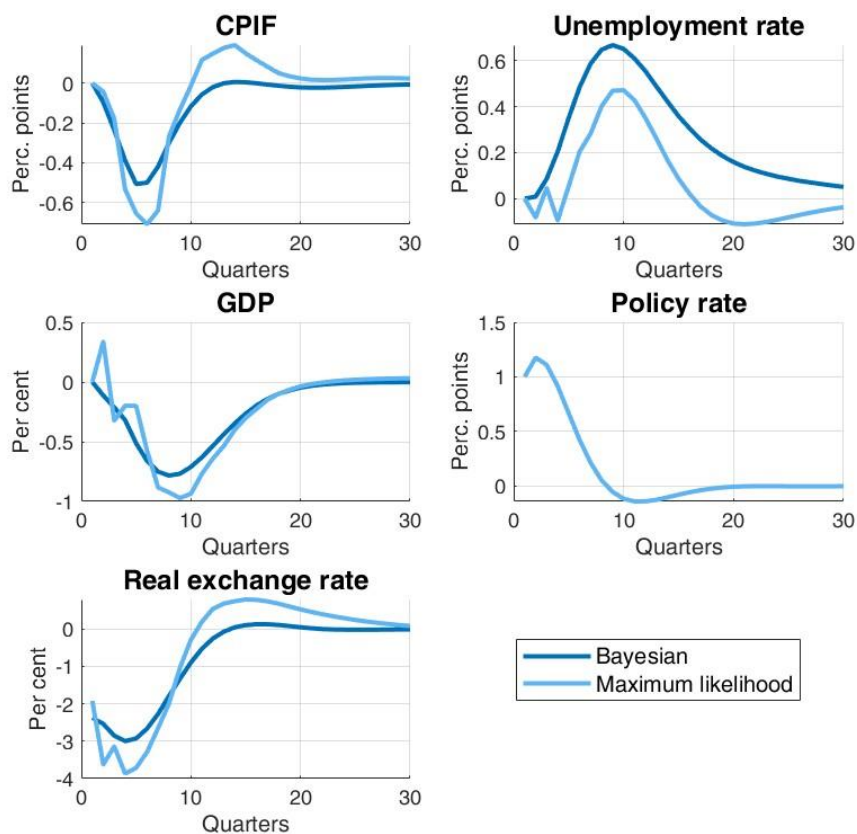 CPIF
Perc. points
0
-0.2
-0.4
-0.6
0 10 20 30
Quarters
Unemployment rate
Perc. points
0.6
0.4
0.2
0
0 10 20 30
Quarters
GDP
Per cent
0.5
0
-0.5
-1
0 10 20 30
Quarters
Policy rate
Perc. points
1.5
1
0.5
0
0 10 20 30
Quarters
Real exchange rate
Per cent
0
-1
-2
-3
-4
0 10 20 30
Quarters
Bayesian
Maximum likelihood